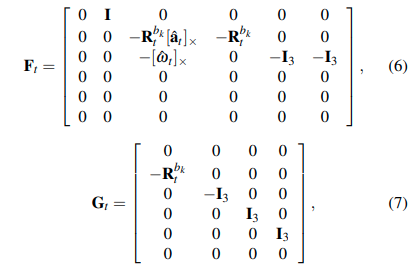 0 I 0 0 0 0
0 0 −R_t^{b_k}[â_t]_× −R_t^{b_k} 0 0
F_t = 0 0 −[ω̂_t]_× 0 −I_3 −I_3 , (6)
0 0 0 0 0 0
0 0 0 0 0 0
0 0 0 0 0 0
0 0 0 0
−R_t^{b_k} 0 0 0
G_t = 0 −I_3 0 0 , (7)
0 0 I_3 0
0 0 0 I_3
0 0 0 0